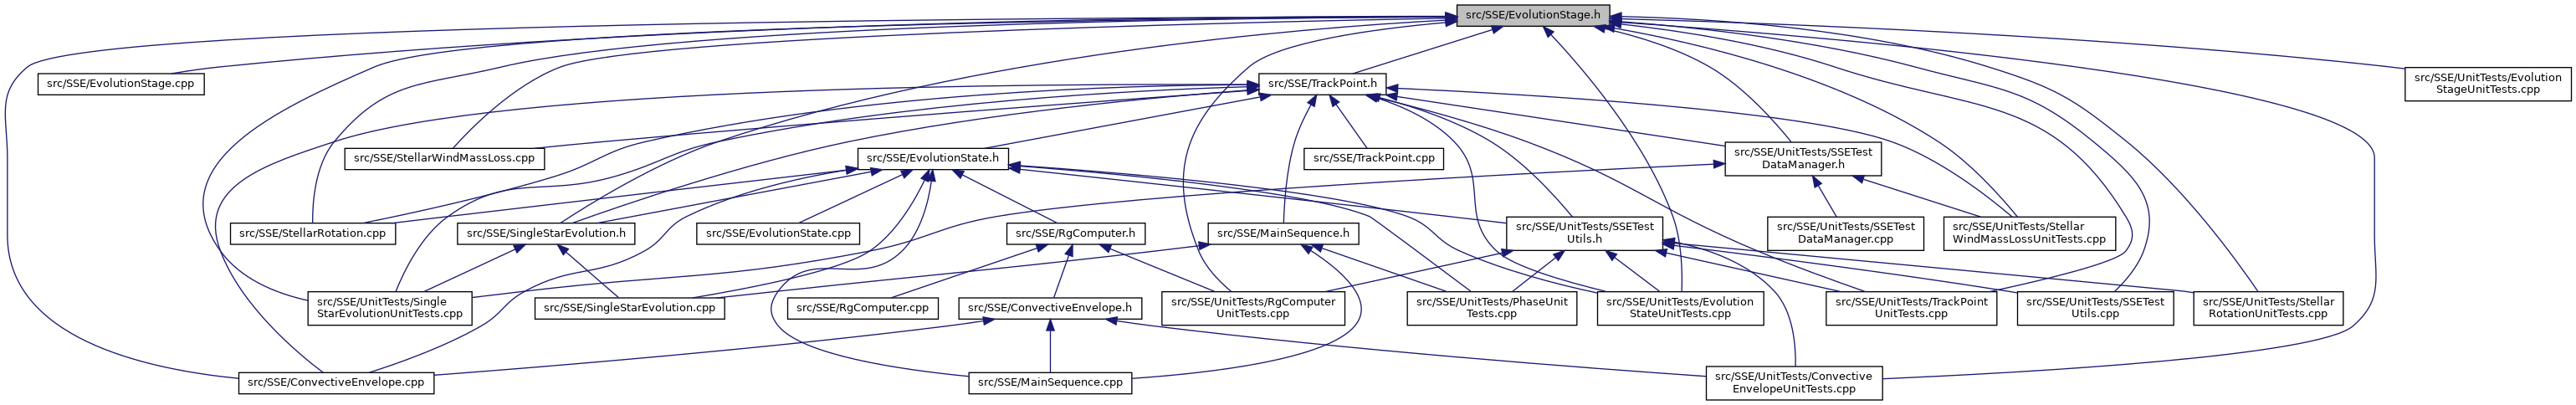 src/SSE/EvolutionStage.h
src/SSE/EvolutionStage.cpp
src/SSE/TrackPoint.h
src/SSE/UnitTests/Evolution
StageUnitTests.cpp
src/SSE/StellarWindMassLoss.cpp
src/SSE/EvolutionState.h
src/SSE/TrackPoint.cpp
src/SSE/UnitTests/SSETest
DataManager.h
src/SSE/StellarRotation.cpp
src/SSE/SingleStarEvolution.h
src/SSE/EvolutionState.cpp
src/SSE/RgComputer.h
src/SSE/MainSequence.h
src/SSE/UnitTests/SSETest
Utils.h
src/SSE/UnitTests/SSETest
DataManager.cpp
src/SSE/UnitTests/Stellar
WindMassLossUnitTests.cpp
src/SSE/UnitTests/Single
StarEvolutionUnitTests.cpp
src/SSE/SingleStarEvolution.cpp
src/SSE/RgComputer.cpp
src/SSE/ConvectiveEnvelope.h
src/SSE/UnitTests/RgComputer
UnitTests.cpp
src/SSE/UnitTests/PhaseUnit
Tests.cpp
src/SSE/UnitTests/Evolution
StateUnitTests.cpp
src/SSE/UnitTests/TrackPoint
UnitTests.cpp
src/SSE/UnitTests/SSETest
Utils.cpp
src/SSE/UnitTests/Stellar
RotationUnitTests.cpp
src/SSE/ConvectiveEnvelope.cpp
src/SSE/MainSequence.cpp
src/SSE/UnitTests/Convective
EnvelopeUnitTests.cpp